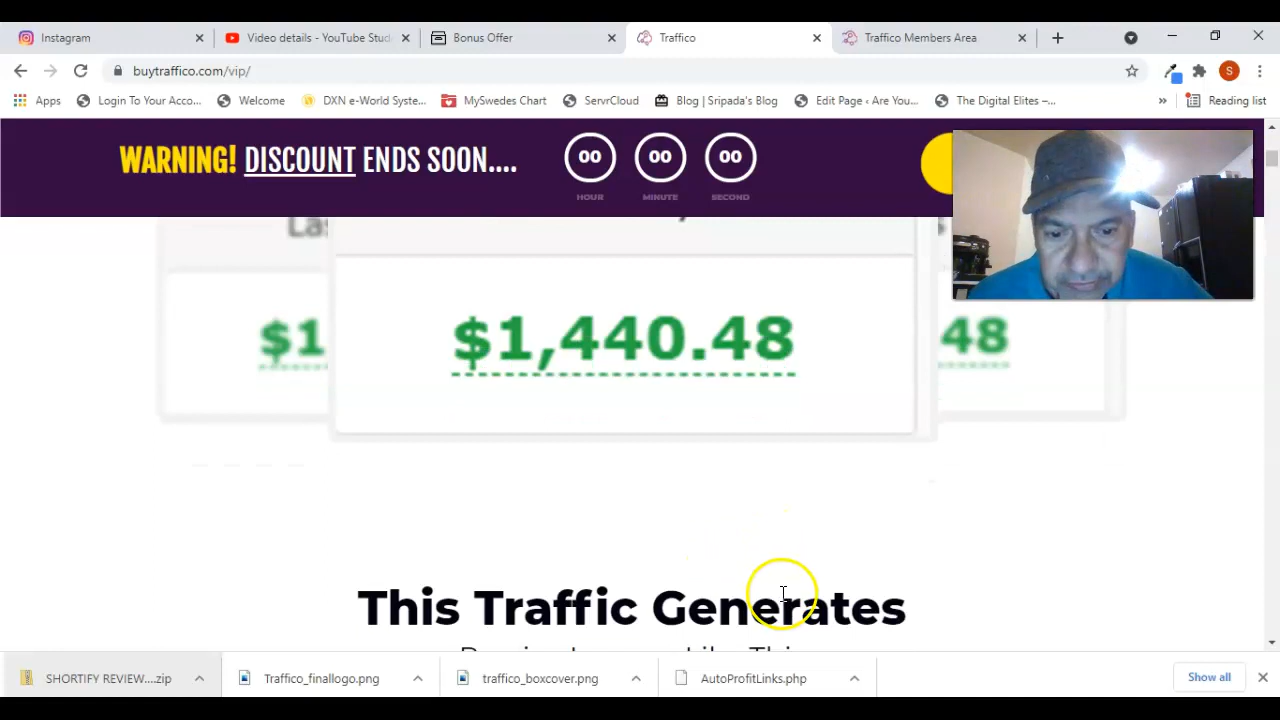 Instagram
Video details - YouTube Stud
Bonus Offer
Traffico
Traffico Members Area
buytraffico.com/vip/
S
Apps
Login To Your Acco...
Welcome
DXN e-World Syste...
MySwedes Chart
ServrCloud
Blog | Sripada's Blog
Edit Page ‹ Are You...
The Digital Elites –...
»
Reading list
WARNING! DISCOUNT ENDS SOON....
00
00
00
HOUR
MINUTE
SECOND
Las
s
$1
$1,440.48
48
This Traffic Generates
SHORTIFY REVIEW....zip
Traffico_finallogo.png
traffico_boxcover.png
AutoProfitLinks.php
Show all